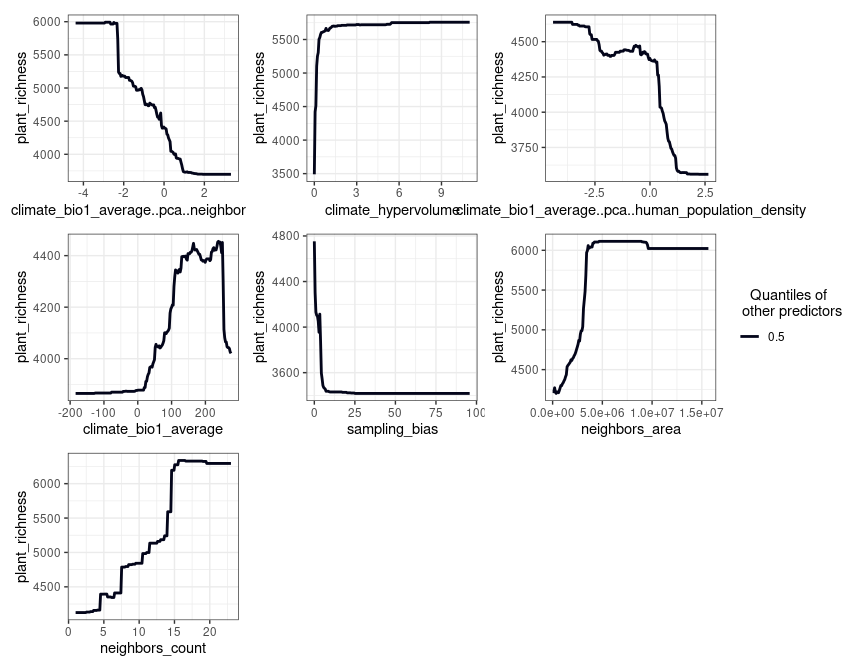 6000
5500
5000
4500
4000
plant_richness
-4 -2 0 2
climate_bio1_average..pca..neighbor
5500
5000
4500
4000
3500
plant_richness
0 3 6 9
climate_hypervolume
4500
4250
4000
3750
plant_richness
-2.5 0.0 2.5
climate_bio1_average..pca..human_population_density
4400
4200
4000
plant_richness
-200 -100 0 100 200
climate_bio1_average
4800
4400
4000
3600
plant_richness
0 25 50 75 100
sampling_bias
6000
5500
5000
4500
plant_richness
0.0e+00 5.0e+06 1.0e+07 1.5e+07
neighbors_area
Quantiles of
other predictors
0.5
6000
5500
5000
4500
plant_richness
0 5 10 15 20
neighbors_count